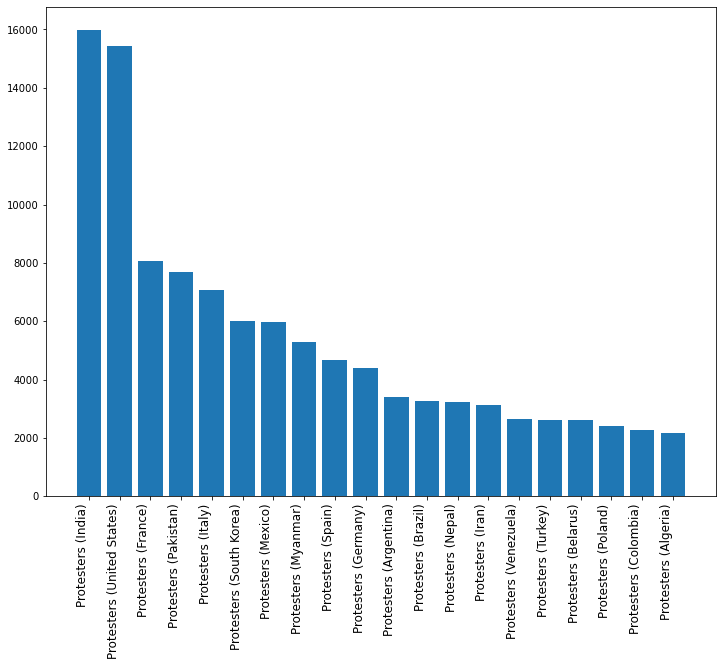 16000
14000
12000
10000
8000
6000
4000
2000
0
Protesters (India)
Protesters (United States)
Protesters (France)
Protesters (Pakistan)
Protesters (Italy)
Protesters (South Korea)
Protesters (Mexico)
Protesters (Myanmar)
Protesters (Spain)
Protesters (Germany)
Protesters (Argentina)
Protesters (Brazil)
Protesters (Nepal)
Protesters (Iran)
Protesters (Venezuela)
Protesters (Turkey)
Protesters (Belarus)
Protesters (Poland)
Protesters (Colombia)
Protesters (Algeria)